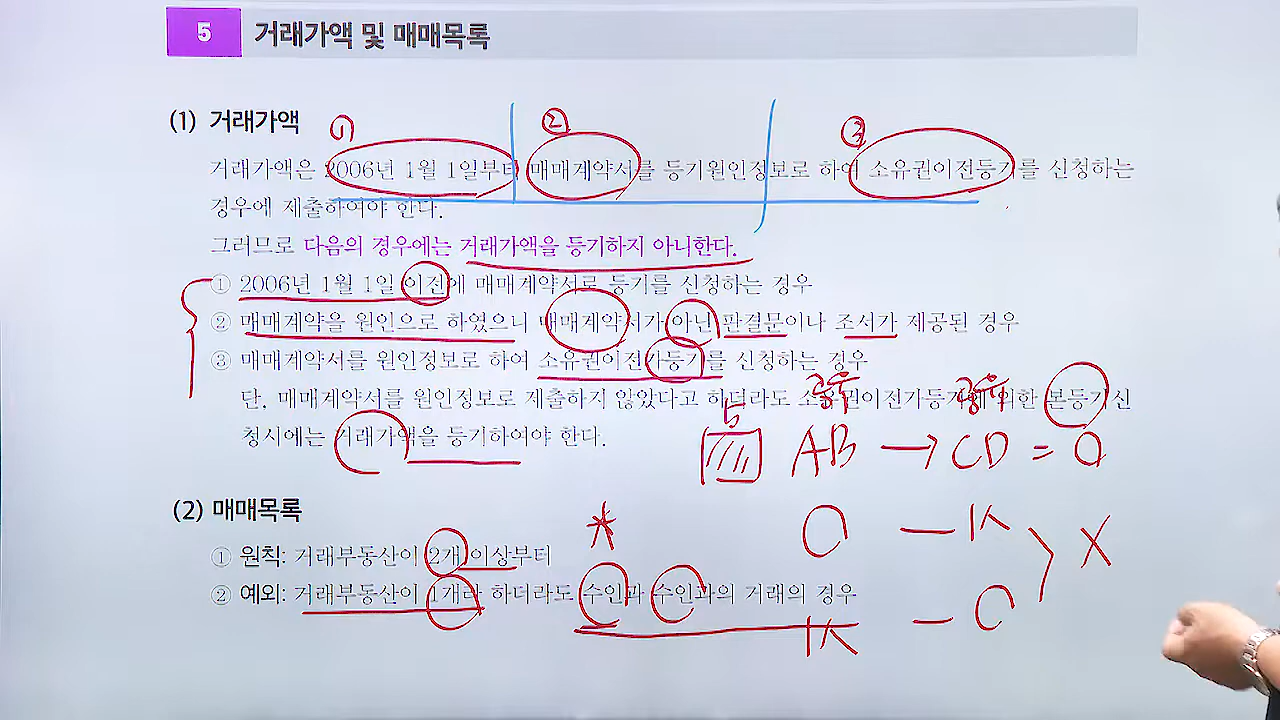 5 거래가액 및 매매목록
(1) 거래가액
① ② ③
거래가액은 2006년 1월 1일부터 매매계약서를 등기원인정보로 하여 소유권이전등기를 신청하는
경우에 제출하여야 한다.
그러므로 다음의 경우에는 거래가액을 등기하지 아니한다.
① 2006년 1월 1일 이전에 매매계약서로 등기를 신청하는 경우
② 매매계약을 원인으로 하였으니 매매계약서가 아닌 판결문이나 조서가 제공된 경우
③ 매매계약서를 원인정보로 하여 소유권이전가등기를 신청하는 경우
단. 매매계약서를 원인정보로 제출하지 않았다고 하더라도 소유권이전가등기에 의한 본등기신
청시에는 거래가액을 등기하여야 한다.
5 공유 공유
AB → CD = O
(2) 매매목록
O - 1K
X
① 원칙: 거래부동산이 2개 이상부터
② 예외: 거래부동산이 1개라 하더라도 수인과 수인과의 거래의 경우
1K - O